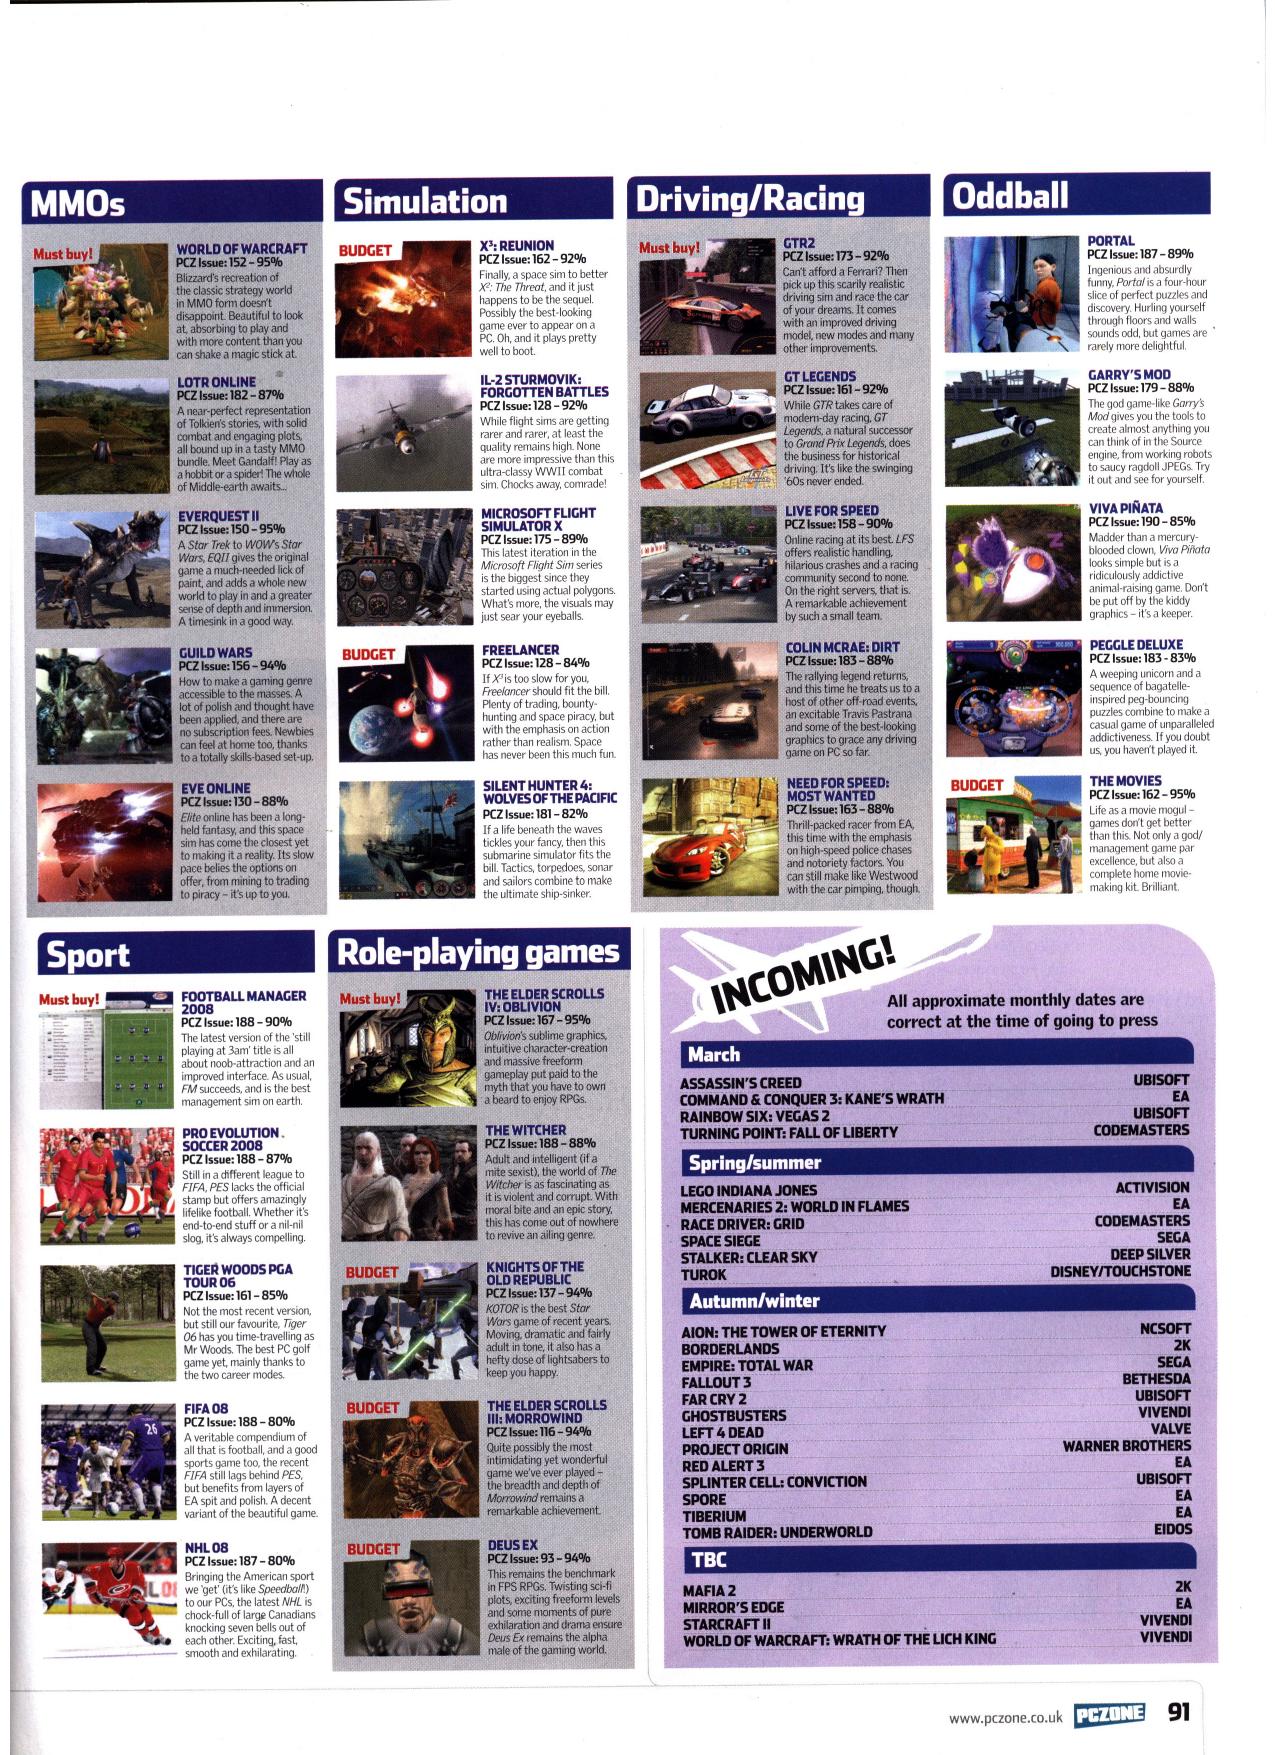 MMOs
Must buy!
WORLD OF WARCRAFT
PCZ Issue: 152 – 95%
Blizzard's recreation of
the classic strategy world
in MMO form doesn't
disappoint. Beautiful to look
at, absorbing to play and
with more content than you
can shake a magic stick at.
LOTR ONLINE
PCZ Issue: 182 – 87%
A near-perfect representation
of Tolkien's stories, with solid
combat and engaging plots,
all bound up in a tasty MMO
bundle. Meet Gandalf! Play as
a hobbit or a spider! The whole
of Middle-earth awaits...
EVERQUEST II
PCZ Issue: 150 – 95%
A Star Trek to WOW's Star
Wars, EQII gives the original
game a much-needed lick of
paint, and adds a whole new
world to play in and a greater
sense of depth and immersion.
A timesink in a good way.
GUILD WARS
PCZ Issue: 156 – 94%
How to make a gaming genre
accessible to the masses. A
lot of polish and thought have
been applied, and there are
no subscription fees. Newbies
can feel at home too, thanks
to a totally skills-based set-up.
EVE ONLINE
PCZ Issue: 130 – 88%
Elite online has been a long-
held fantasy, and this space
sim has come the closest yet
to making it a reality. Its slow
pace belies the options on
offer, from mining to trading
to piracy – it's up to you.
Simulation
BUDGET
X³: REUNION
PCZ Issue: 162 – 92%
Finally, a space sim to better
X²: The Threat, and it just
happens to be the sequel.
Possibly the best-looking
game ever to appear on a
PC. Oh, and it plays pretty
well to boot.
IL-2 STURMOVIK:
FORGOTTEN BATTLES
PCZ Issue: 128 – 92%
While flight sims are getting
rarer and rarer, at least the
quality remains high. None
are more impressive than this
ultra-classy WWII combat
sim. Chocks away, comrade!
MICROSOFT FLIGHT
SIMULATOR X
PCZ Issue: 175 – 89%
This latest iteration in the
Microsoft Flight Sim series
is the biggest since they
started using actual polygons.
What's more, the visuals may
just sear your eyeballs.
BUDGET
FREELANCER
PCZ Issue: 128 – 84%
If X³ is too slow for you,
Freelancer should fit the bill.
Plenty of trading, bounty-
hunting and space piracy, but
with the emphasis on action
rather than realism. Space
has never been this much fun.
SILENT HUNTER 4:
WOLVES OF THE PACIFIC
PCZ Issue: 181 – 82%
If a life beneath the waves
tickles your fancy, then this
submarine simulator fits the
bill. Tactics, torpedoes, sonar
and sailors combine to make
the ultimate ship-sinker.
Driving/Racing
Must buy!
GTR2
PCZ Issue: 173 – 92%
Can't afford a Ferrari? Then
pick up this scarily realistic
driving sim and race the car
of your dreams. It comes
with an improved driving
model, new modes and many
other improvements.
GT LEGENDS
PCZ Issue: 161 – 92%
While GTR takes care of
modern-day racing, GT
Legends, a natural successor
to Grand Prix Legends, does
the business for historical
driving. It's like the swinging
'60s never ended.
LIVE FOR SPEED
PCZ Issue: 158 – 90%
Online racing at its best. LFS
offers realistic handling,
hilarious crashes and a racing
community second to none.
On the right servers, that is.
A remarkable achievement
by such a small team.
COLIN MCRAE: DIRT
PCZ Issue: 183 – 88%
The rallying legend returns,
and this time he treats us to a
host of other off-road events,
an excitable Travis Pastrana
and some of the best-looking
graphics to grace any driving
game on PC so far.
NEED FOR SPEED:
MOST WANTED
PCZ Issue: 163 – 88%
Thrill-packed racer from EA,
this time with the emphasis
on high-speed police chases
and notoriety factors. You
can still make like Westwood
with the car pimping, though.
Oddball
PORTAL
PCZ Issue: 187 – 89%
Ingenious and absurdly
funny, Portal is a four-hour
slice of perfect puzzles and
discovery. Hurling yourself
through floors and walls
sounds odd, but games are
rarely more delightful.
GARRY'S MOD
PCZ Issue: 179 – 88%
The god game-like Garry's
Mod gives you the tools to
create almost anything you
can think of in the Source
engine, from working robots
to saucy ragdoll JPEGs. Try
it out and see for yourself.
VIVA PIÑATA
PCZ Issue: 190 – 85%
Madder than a mercury-
blooded clown, Viva Piñata
looks simple but is a
ridiculously addictive
animal-raising game. Don't
be put off by the kiddy
graphics – it's a keeper.
PEGGLE DELUXE
PCZ Issue: 183 - 83%
A weeping unicorn and a
sequence of bagatelle-
inspired peg-bouncing
puzzles combine to make a
casual game of unparalleled
addictiveness. If you doubt
us, you haven't played it.
BUDGET
THE MOVIES
PCZ Issue: 162 – 95%
Life as a movie mogul –
games don't get better
than this. Not only a god/
management game par
excellence, but also a
complete home movie-
making kit. Brilliant.
Sport
Must buy!
FOOTBALL MANAGER
2008
PCZ Issue: 188 – 90%
The latest version of the 'still
playing at 3am' title is all
about noob-attraction and an
improved interface. As usual,
FM succeeds, and is the best
management sim on earth.
PRO EVOLUTION
SOCCER 2008
PCZ Issue: 188 – 87%
Still in a different league to
FIFA, PES lacks the official
stamp but offers amazingly
lifelike football. Whether it's
end-to-end stuff or a nil-nil
slog, it's always compelling.
TIGER WOODS PGA
TOUR 06
PCZ Issue: 161 – 85%
Not the most recent version,
but still our favourite, Tiger
06 has you time-travelling as
Mr Woods. The best PC golf
game yet, mainly thanks to
the two career modes.
26
FIFA 08
PCZ Issue: 188 – 80%
A veritable compendium of
all that is football, and a good
sports game too, the recent
FIFA still lags behind PES,
but benefits from layers of
EA spit and polish. A decent
variant of the beautiful game.
NHL 08
PCZ Issue: 187 – 80%
Bringing the American sport
we 'get' (it's like Speedball!)
to our PCs, the latest NHL is
chock-full of large Canadians
knocking seven bells out of
each other. Exciting, fast,
smooth and exhilarating.
Role-playing games
Must buy!
THE ELDER SCROLLS
IV: OBLIVION
PCZ Issue: 167 – 95%
Oblivion's sublime graphics,
intuitive character-creation
and massive freeform
gameplay put paid to the
myth that you have to own
a beard to enjoy RPGs.
THE WITCHER
PCZ Issue: 188 – 88%
Adult and intelligent (if a
mite sexist), the world of The
Witcher is as fascinating as
it is violent and corrupt. With
moral bite and an epic story,
this has come out of nowhere
to revive an ailing genre.
BUDGET
KNIGHTS OF THE
OLD REPUBLIC
PCZ Issue: 137 – 94%
KOTOR is the best Star
Wars game of recent years.
Moving, dramatic and fairly
adult in tone, it also has a
hefty dose of lightsabers to
keep you happy.
BUDGET
THE ELDER SCROLLS
III: MORROWIND
PCZ Issue: 116 – 94%
Quite possibly the most
intimidating yet wonderful
game we've ever played –
the breadth and depth of
Morrowind remains a
remarkable achievement.
BUDGET
DEUS EX
PCZ Issue: 93 – 94%
This remains the benchmark
in FPS RPGs. Twisting sci-fi
plots, exciting freeform levels
and some moments of pure
exhilaration and drama ensure
Deus Ex remains the alpha
male of the gaming world.
INCOMING!
All approximate monthly dates are
correct at the time of going to press
March
ASSASSIN'S CREED UBISOFT
COMMAND & CONQUER 3: KANE'S WRATH EA
RAINBOW SIX: VEGAS 2 UBISOFT
TURNING POINT: FALL OF LIBERTY CODEMASTERS
Spring/summer
LEGO INDIANA JONES ACTIVISION
MERCENARIES 2: WORLD IN FLAMES EA
RACE DRIVER: GRID CODEMASTERS
SPACE SIEGE SEGA
STALKER: CLEAR SKY DEEP SILVER
TUROK DISNEY/TOUCHSTONE
Autumn/winter
AION: THE TOWER OF ETERNITY NCSOFT
BORDERLANDS 2K
EMPIRE: TOTAL WAR SEGA
FALLOUT 3 BETHESDA
FAR CRY 2 UBISOFT
GHOSTBUSTERS VIVENDI
LEFT 4 DEAD VALVE
PROJECT ORIGIN WARNER BROTHERS
RED ALERT 3 EA
SPLINTER CELL: CONVICTION UBISOFT
SPORE EA
TIBERIUM EA
TOMB RAIDER: UNDERWORLD EIDOS
TBC
MAFIA 2 2K
MIRROR'S EDGE EA
STARCRAFT II VIVENDI
WORLD OF WARCRAFT: WRATH OF THE LICH KING VIVENDI
www.pczone.co.uk PCZONE 91